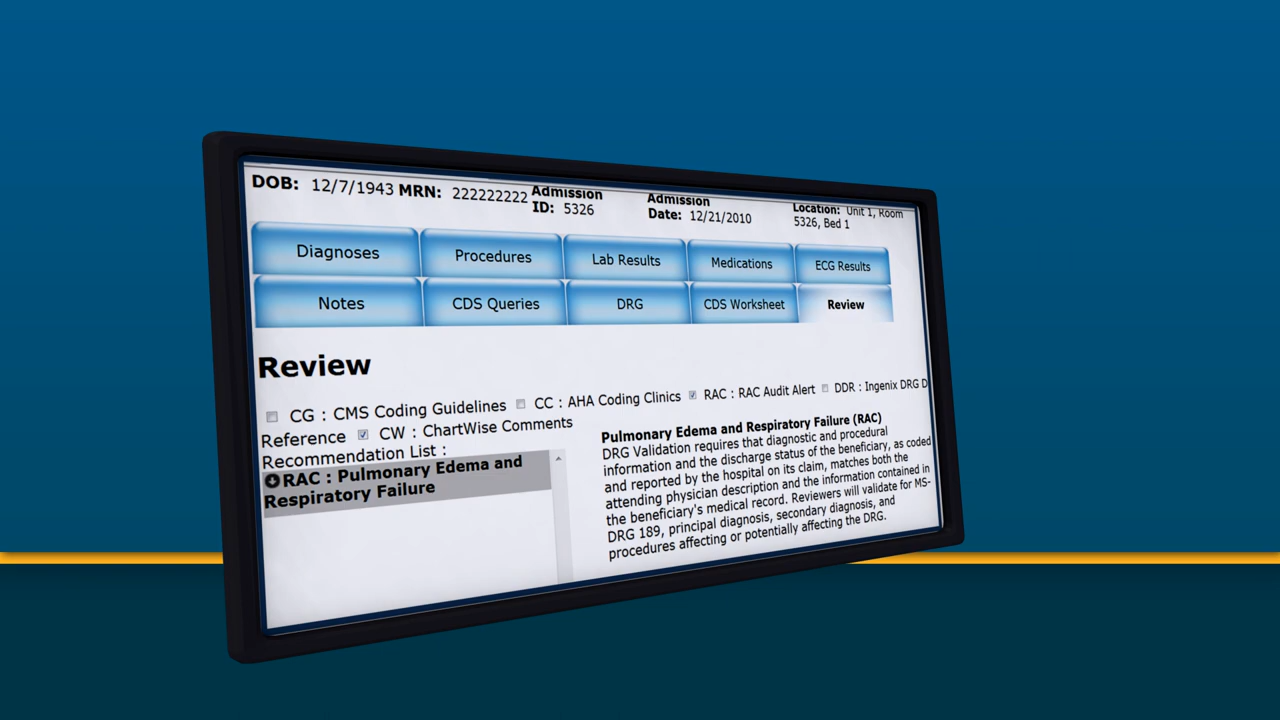 DOB: 12/7/1943 MRN: 222222222 Admission ID: 5326 Admission Date: 12/21/2010 Location: Unit 1, Room 5326, Bed 1
Diagnoses Procedures Lab Results Medications ECG Results
Notes CDS Queries DRG CDS Worksheet Review
Review
CG : CMS Coding Guidelines CC : AHA Coding Clinics RAC : RAC Audit Alert DDR : Ingenix DRG D
Reference CW : ChartWise Comments
Recommendation List :
RAC : Pulmonary Edema and
Respiratory Failure
Pulmonary Edema and Respiratory Failure (RAC)
DRG Validation requires that diagnostic and procedural
information and the discharge status of the beneficiary, as coded
and reported by the hospital on its claim, matches both the
attending physician description and the information contained in
the beneficiary's medical record. Reviewers will validate for MS-
DRG 189, principal diagnosis, secondary diagnosis, and
procedures affecting or potentially affecting the DRG.